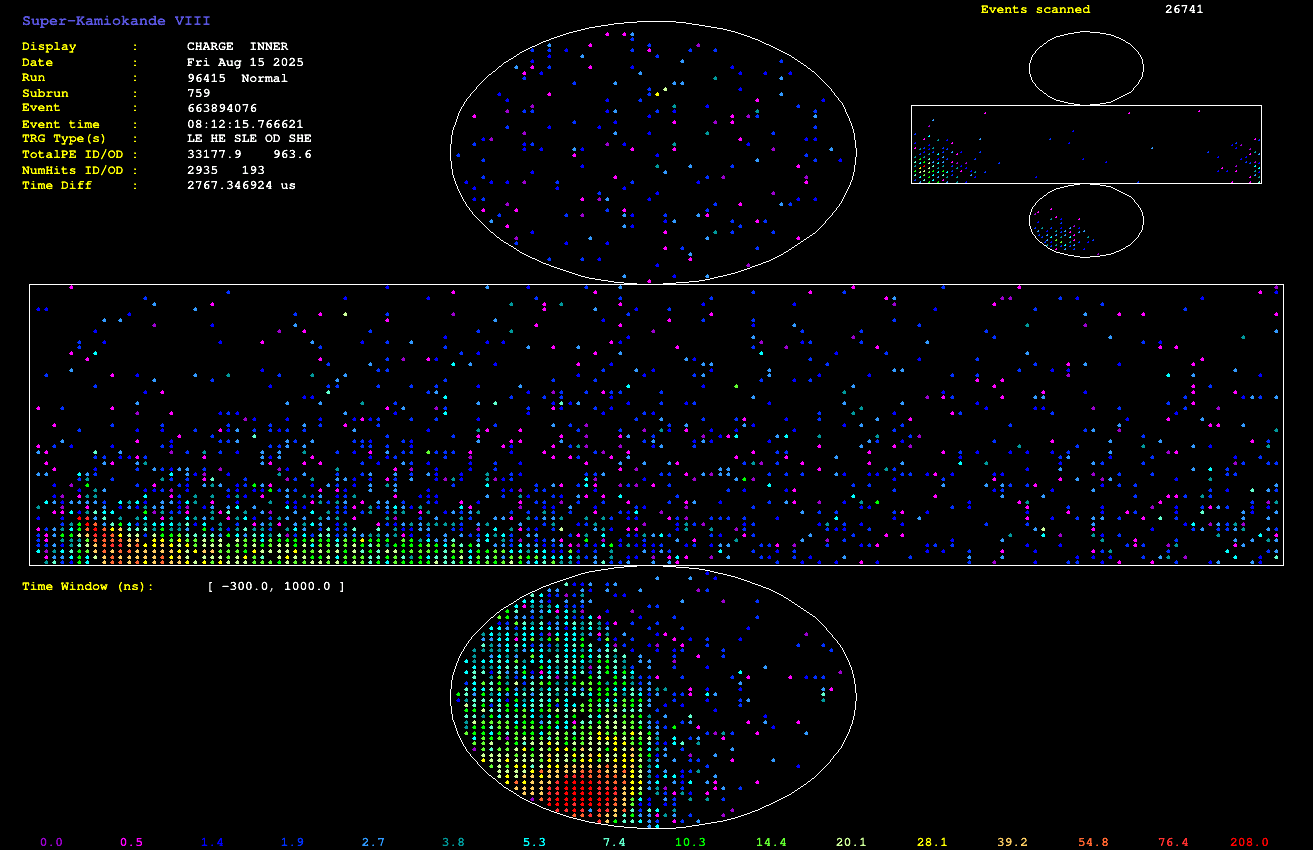 Super-Kamiokande VIII
Events scanned 26741
Display : CHARGE INNER
Date : Fri Aug 15 2025
Run : 96415 Normal
Subrun : 759
Event : 663894076
Event time : 08:12:15.766621
TRG Type(s) : LE HE SLE OD SHE
TotalPE ID/OD : 33177.9 963.6
NumHits ID/OD : 2935 193
Time Diff : 2767.346924 us
Time Window (ns): [ -300.0, 1000.0 ]
0.0 0.5 1.4 1.9 2.7 3.8 5.3 7.4 10.3 14.4 20.1 28.1 39.2 54.8 76.4 208.0